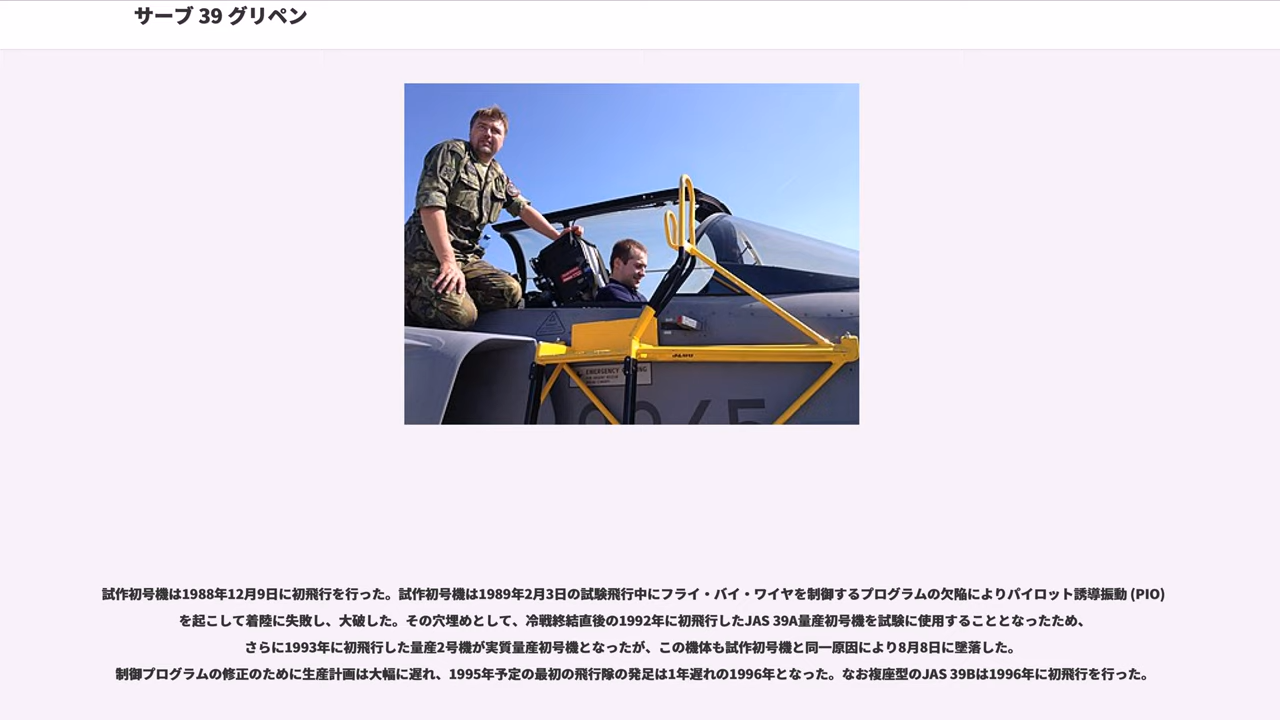 サーブ 39 グリペン
EMERGENCY
試作初号機は1988年12月9日に初飛行を行った。試作初号機は1989年2月3日の試験飛行中にフライ・バイ・ワイヤを制御するプログラムの欠陥によりパイロット誘導振動 (PIO)
を起こして着陸に失敗し、大破した。その穴埋めとして、冷戦終結直後の1992年に初飛行したJAS 39A量産初号機を試験に使用することとなったため、
さらに1993年に初飛行した量産2号機が実質量産初号機となったが、この機体も試作初号機と同一原因により8月8日に墜落した。
制御プログラムの修正のために生産計画は大幅に遅れ、1995年予定の最初の飛行隊の発足は1年遅れの1996年となった。なお複座型のJAS 39Bは1996年に初飛行を行った。